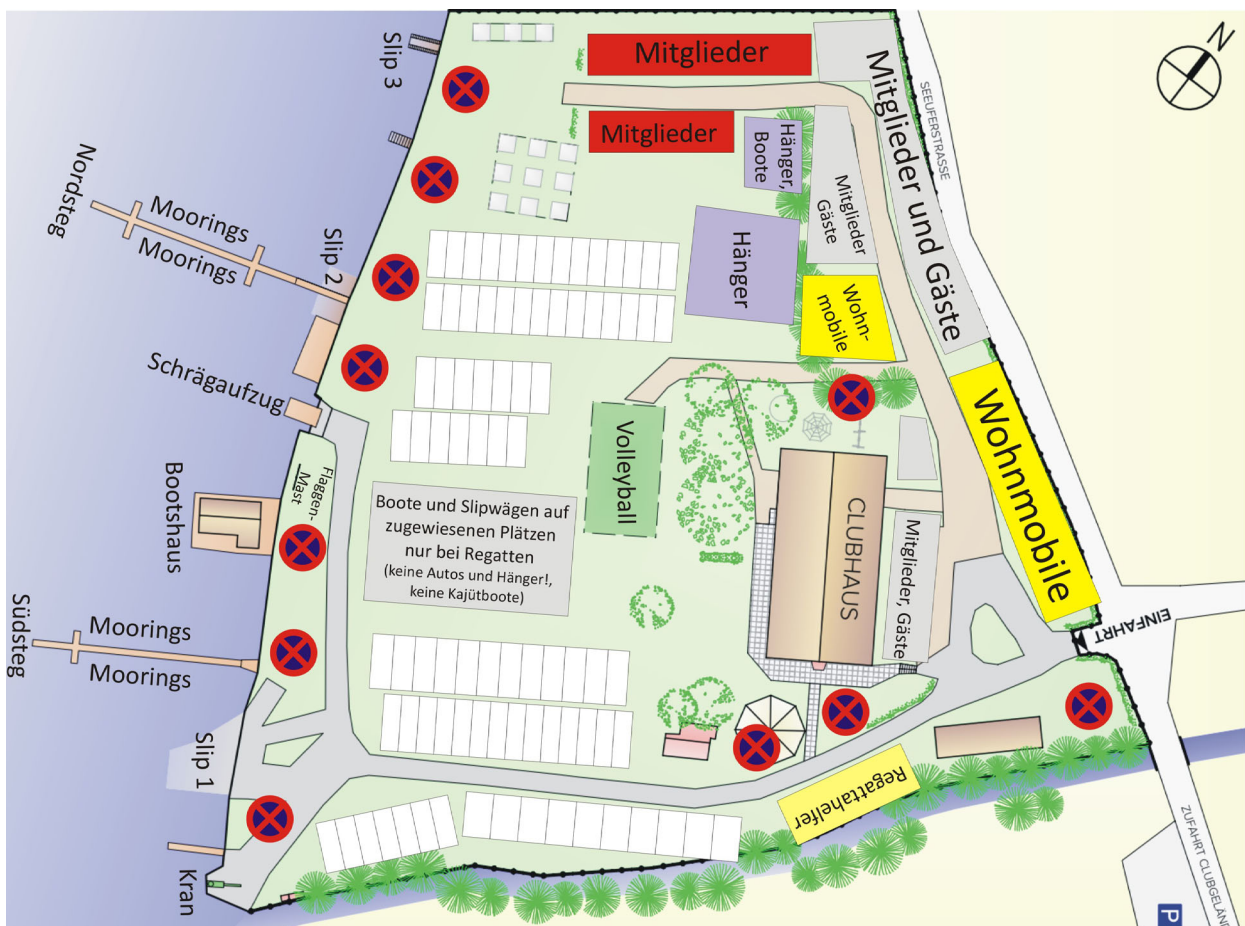 N
Mitglieder
Mitglieder
Hänger,
Boote
Mitglieder
Gäste
Mitglieder und Gäste
SEEUFERSTRASSE
Slip 3
Nordsteg
Moorings
Moorings
Slip 2
Hänger
Wohn-
mobile
Schrägaufzug
Wohnmobile
Volleyball
Flaggen-
Mast
Bootshaus
Boote und Slipwägen auf
zugewiesenen Plätzen
nur bei Regatten
(keine Autos und Hänger!,
keine Kajütboote)
CLUBHAUS
Mitglieder, Gäste
EINFAHRT
Südsteg
Moorings
Moorings
Slip 1
Regattahelfer
Kran
ZUFAHRT CLUBGELÄND
P